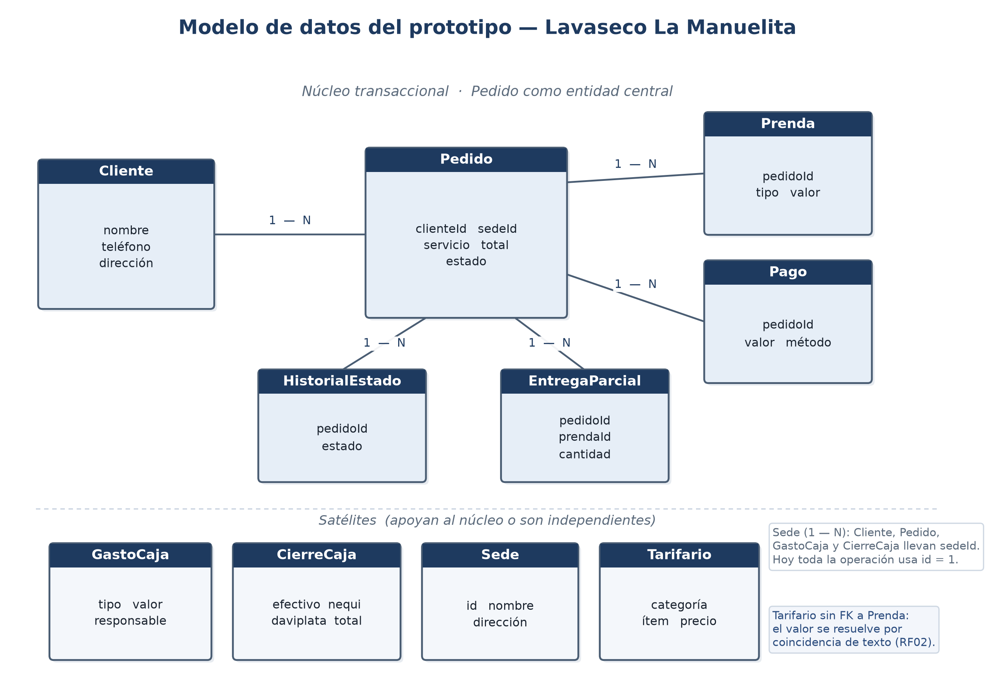 Modelo de datos del prototipo — Lavaseco La Manuelita
Núcleo transaccional · Pedido como entidad central
Cliente
nombre
teléfono
dirección
1 — N
Pedido
clienteId sedeId
servicio total
estado
1 — N
Prenda
pedidoId
tipo valor
1 — N
Pago
pedidoId
valor método
1 — N
HistorialEstado
pedidoId
estado
1 — N
EntregaParcial
pedidoId
prendaId
cantidad
Satélites (apoyan al núcleo o son independientes)
GastoCaja
tipo valor
responsable
CierreCaja
efectivo nequi
daviplata total
Sede
id nombre
dirección
Tarifario
categoría
ítem precio
Sede (1 — N): Cliente, Pedido,
GastoCaja y CierreCaja llevan sedeId.
Hoy toda la operación usa id = 1.
Tarifario sin FK a Prenda:
el valor se resuelve por
coincidencia de texto (RF02).